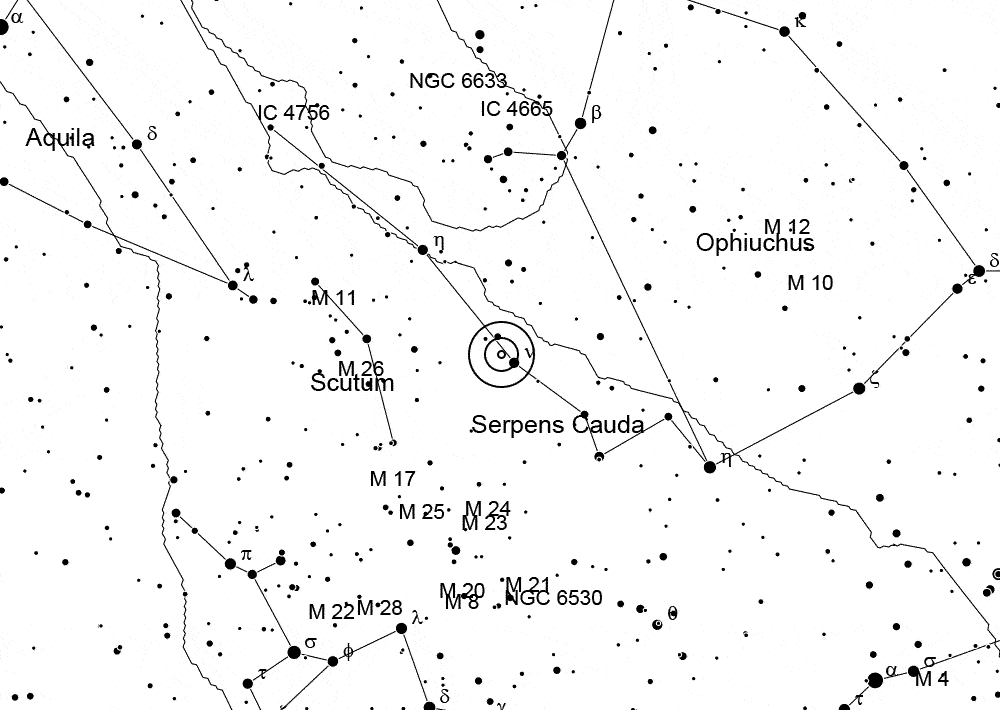 α
κ
NGC 6633
IC 4756
IC 4665
β
Aquila
δ
M 12
Ophiuchus
η
δ
λ
ε
M 10
M 11
ν
M 26
Scutum
ζ
Serpens Cauda
η
M 17
M 25
M 24
M 23
π
M 20
M 21
M 8
NGC 6530
M 22
M 28
θ
λ
σ
φ
σ
α
M 4
τ
δ
γ
τ